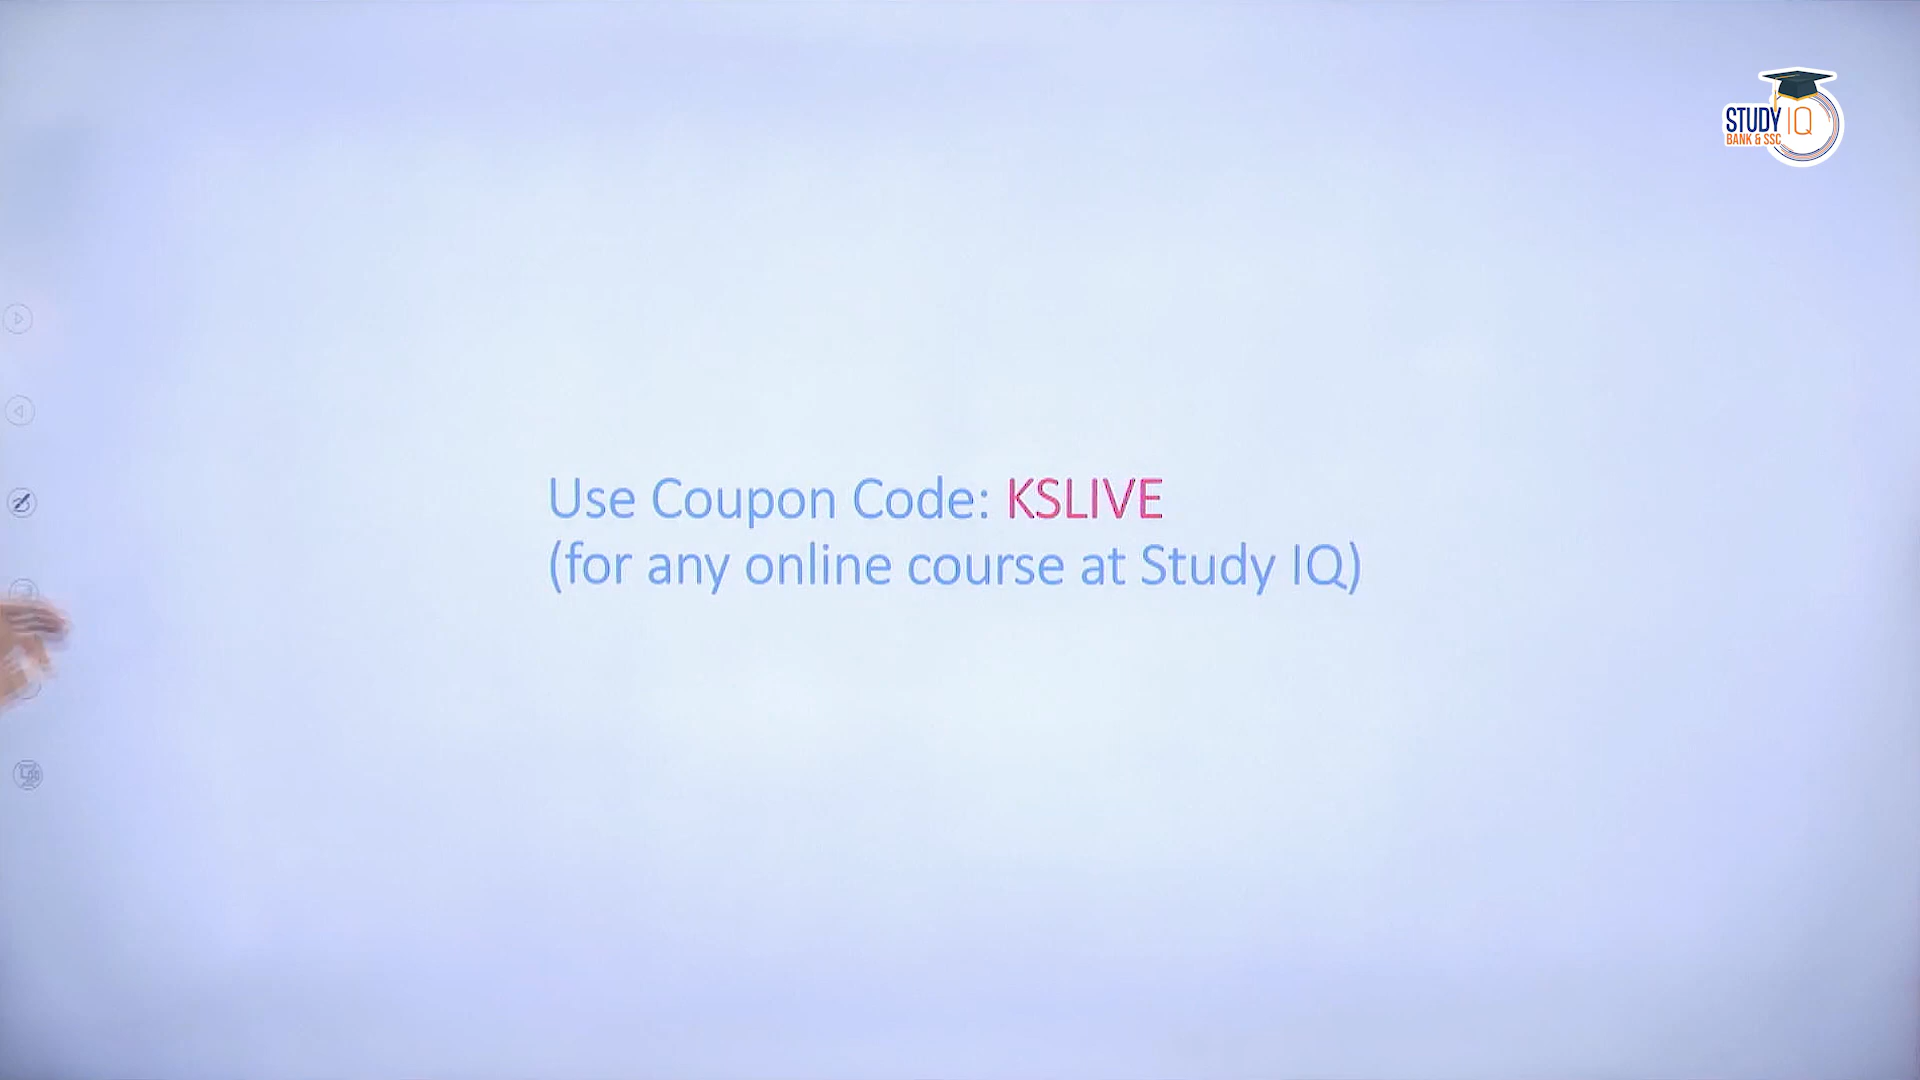 STUDY IQ
BANK & SSC
Use Coupon Code: KSLIVE
(for any online course at Study IQ)